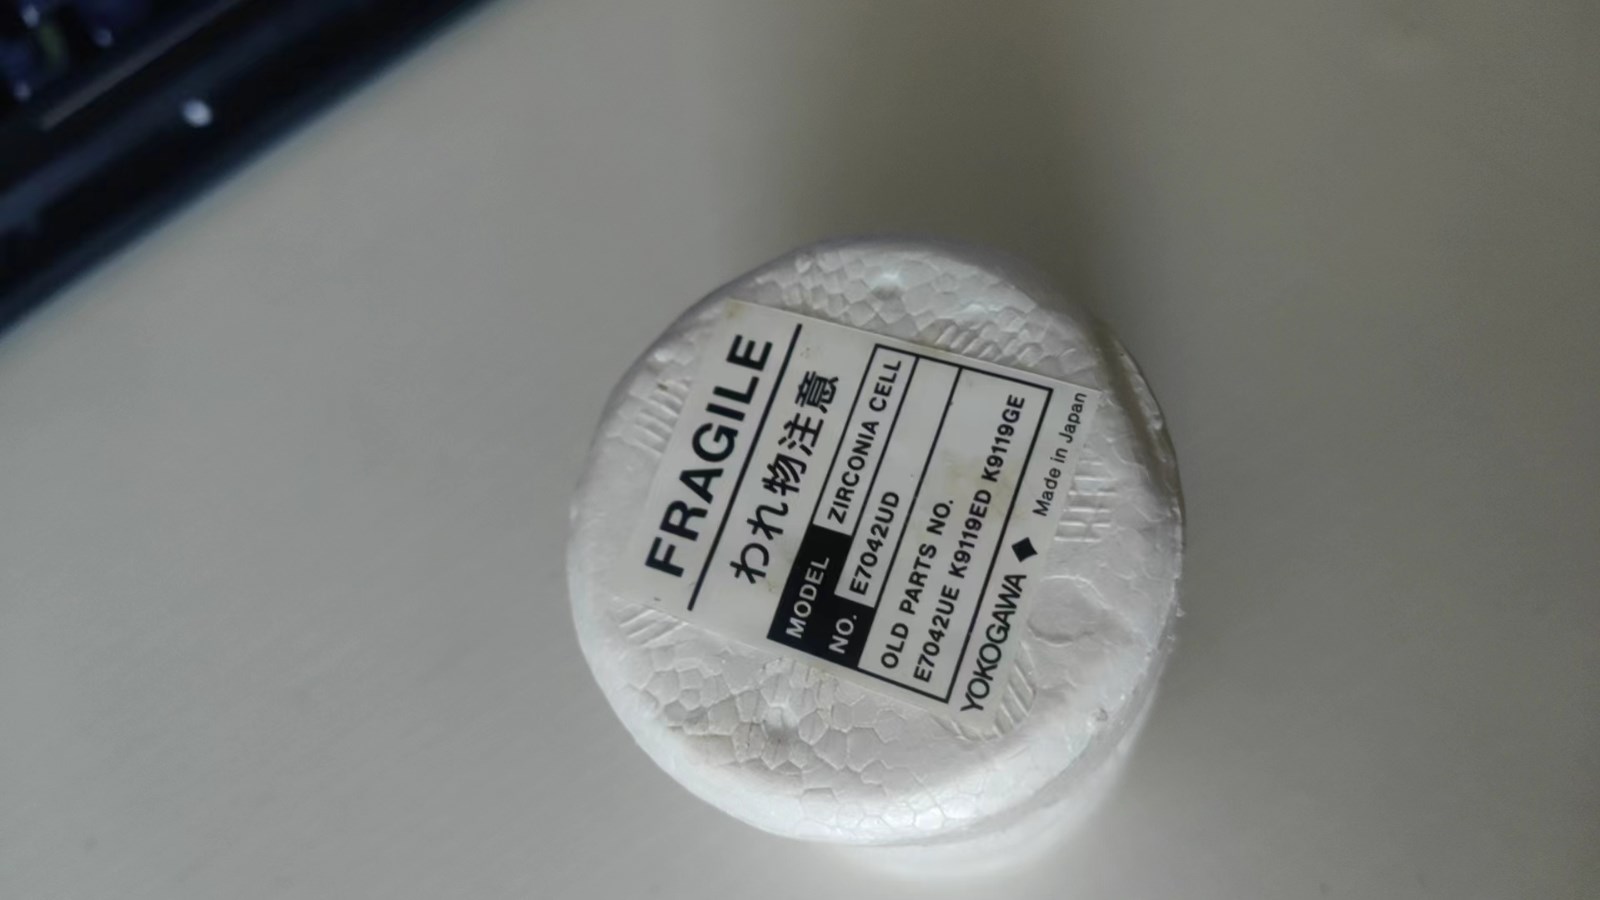 FRAGILE
われ物注意
MODEL ZIRCONIA CELL
NO. E7042UD
OLD PARTS NO.
E7042UE K9119ED K9119GE
YOKOGAWA ◆ Made in Japan